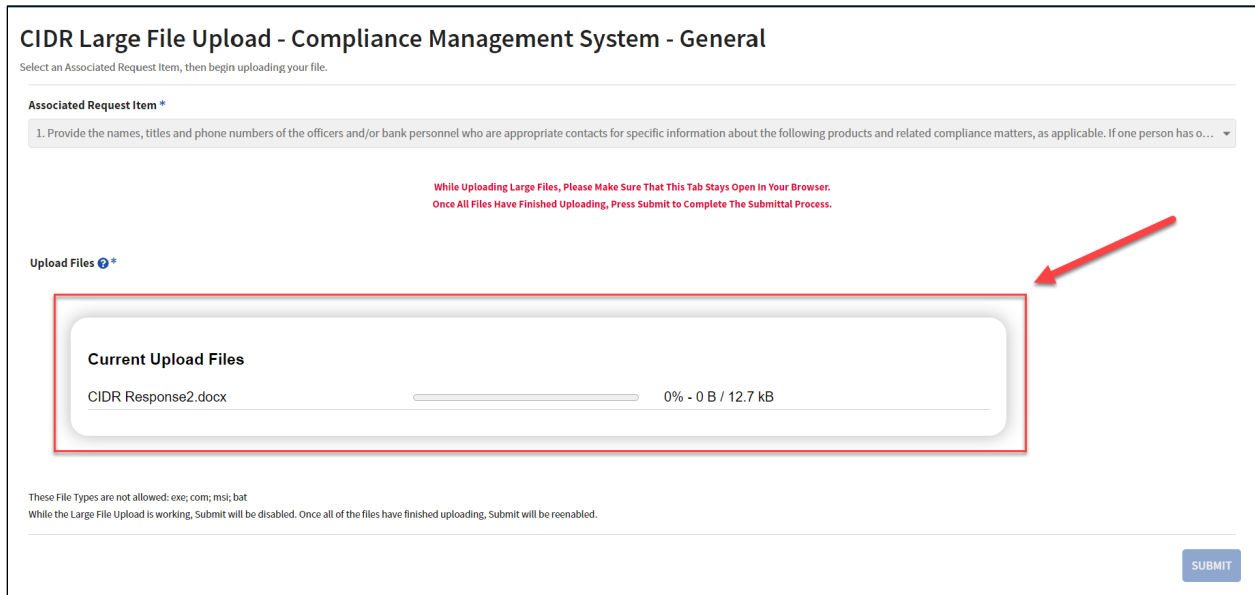 CIDR Large File Upload - Compliance Management System - General
Select an Associated Request Item, then begin uploading your file.
Associated Request Item *
1. Provide the names, titles and phone numbers of the officers and/or bank personnel who are appropriate contacts for specific information about the following products and related compliance matters, as applicable. If one person has o...
While Uploading Large Files, Please Make Sure That This Tab Stays Open In Your Browser.
Once All Files Have Finished Uploading, Press Submit to Complete The Submittal Process.
Upload Files ? *
Current Upload Files
CIDR Response2.docx 0% - 0 B / 12.7 kB
These File Types are not allowed: exe; com; msi; bat
While the Large File Upload is working, Submit will be disabled. Once all of the files have finished uploading, Submit will be reenabled.
SUBMIT